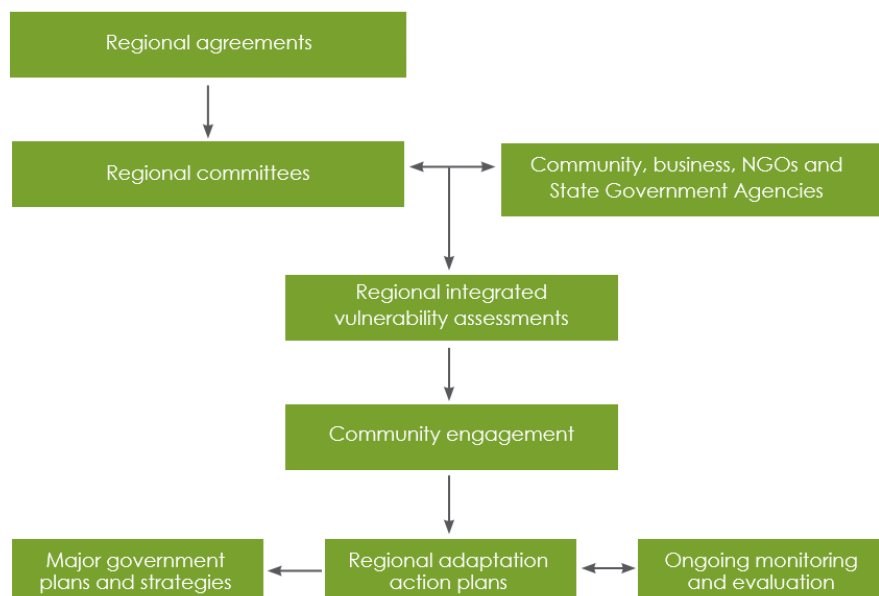 Regional agreements
Regional committees
Community, business, NGOs and
State Government Agencies
Regional integrated
vulnerability assessments
Community engagement
Major government
plans and strategies
Regional adaptation
action plans
Ongoing monitoring
and evaluation